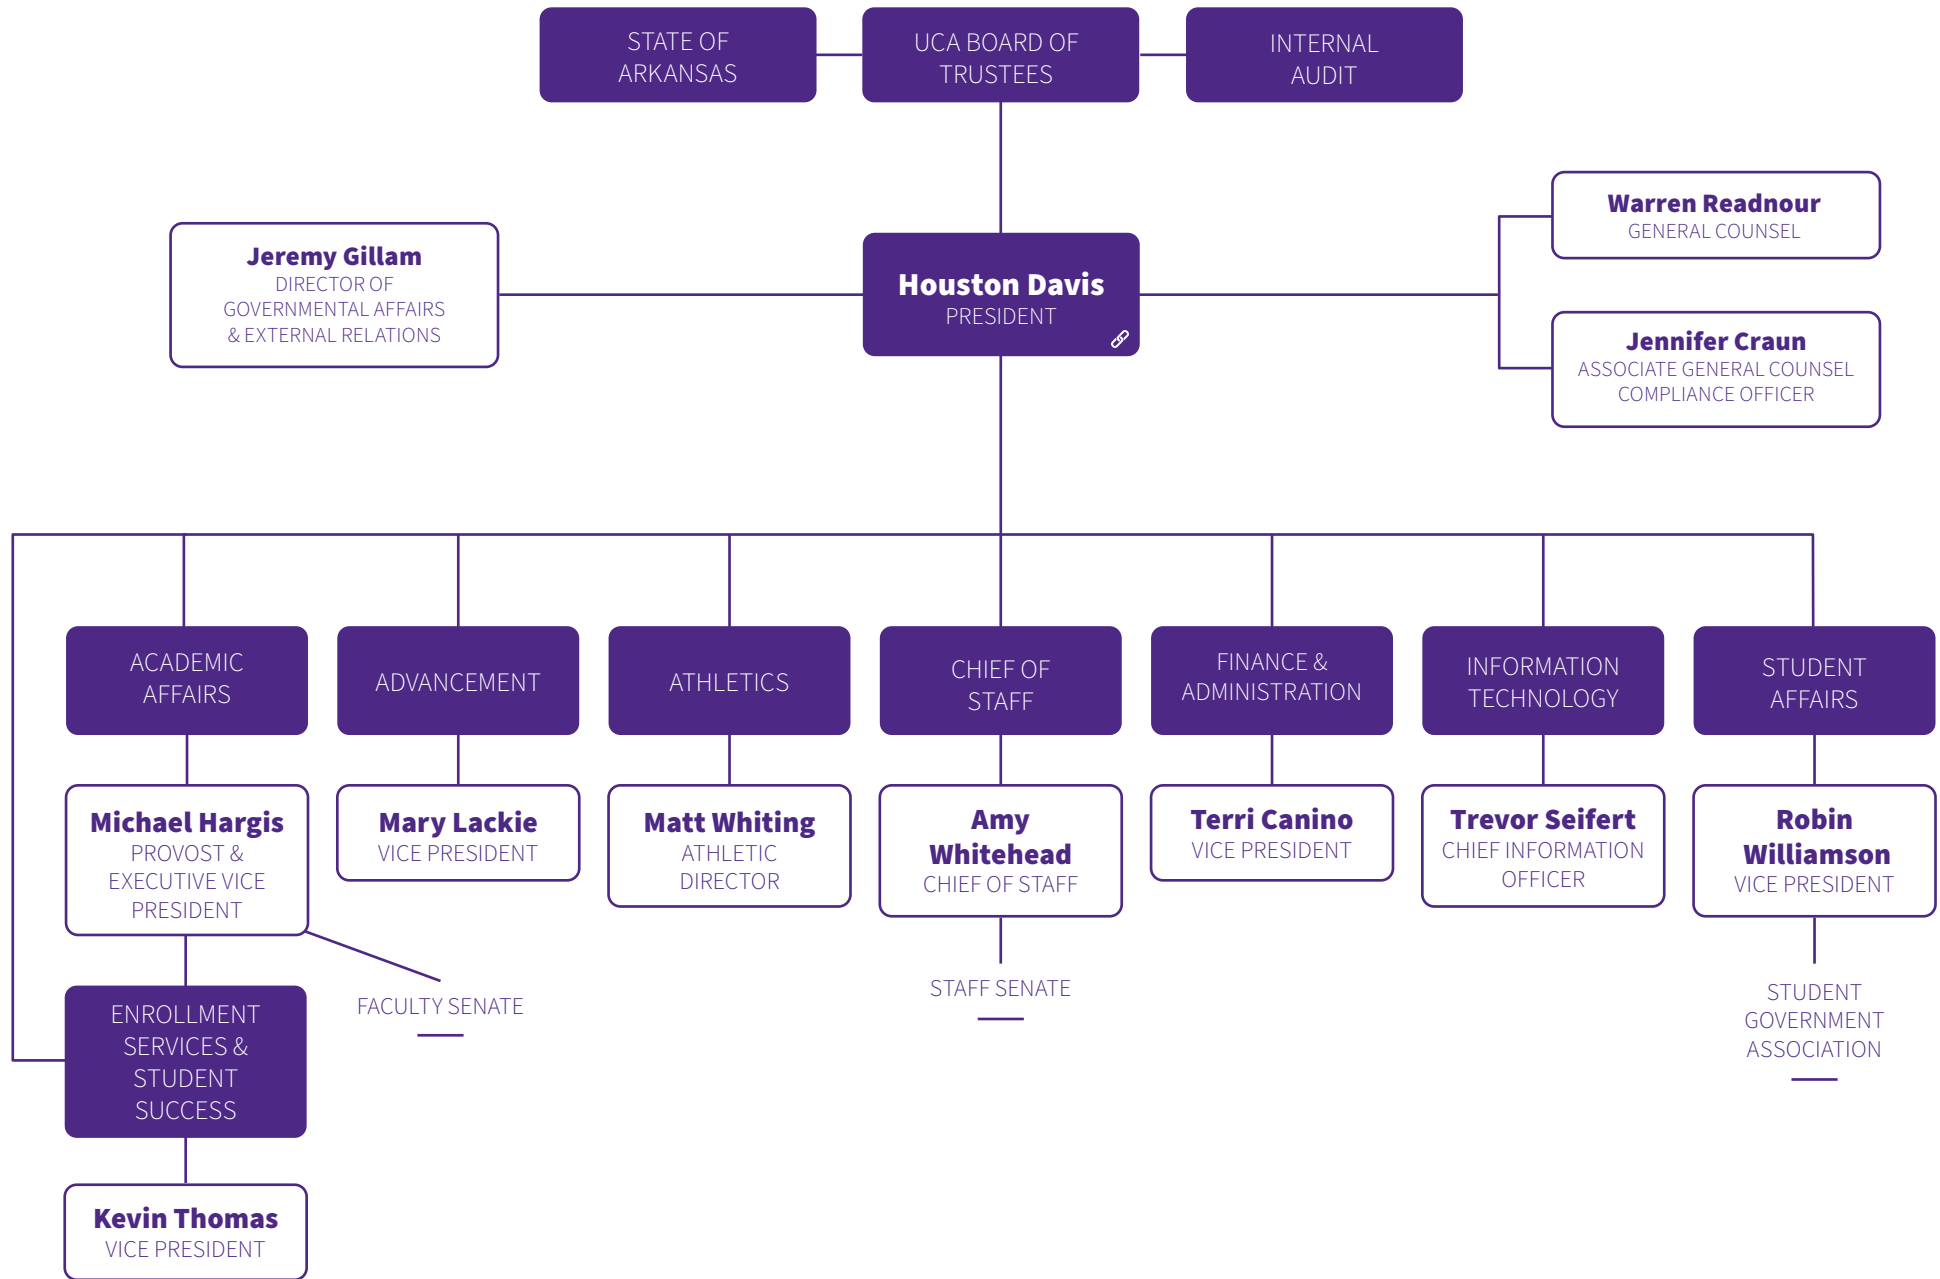 STATE OF
ARKANSAS
UCA BOARD OF
TRUSTEES
INTERNAL
AUDIT
Jeremy Gillam
DIRECTOR OF
GOVERNMENTAL AFFAIRS
& EXTERNAL RELATIONS
Houston Davis
PRESIDENT
Warren Readnour
GENERAL COUNSEL
Jennifer Craun
ASSOCIATE GENERAL COUNSEL
COMPLIANCE OFFICER
ACADEMIC
AFFAIRS
ADVANCEMENT
ATHLETICS
CHIEF OF
STAFF
FINANCE &
ADMINISTRATION
INFORMATION
TECHNOLOGY
STUDENT
AFFAIRS
Michael Hargis
PROVOST &
EXECUTIVE VICE
PRESIDENT
Mary Lackie
VICE PRESIDENT
Matt Whiting
ATHLETIC
DIRECTOR
Amy
Whitehead
CHIEF OF STAFF
Terri Canino
VICE PRESIDENT
Trevor Seifert
CHIEF INFORMATION
OFFICER
Robin
Williamson
VICE PRESIDENT
ENROLLMENT
SERVICES &
STUDENT
SUCCESS
FACULTY SENATE
STAFF SENATE
STUDENT
GOVERNMENT
ASSOCIATION
Kevin Thomas
VICE PRESIDENT